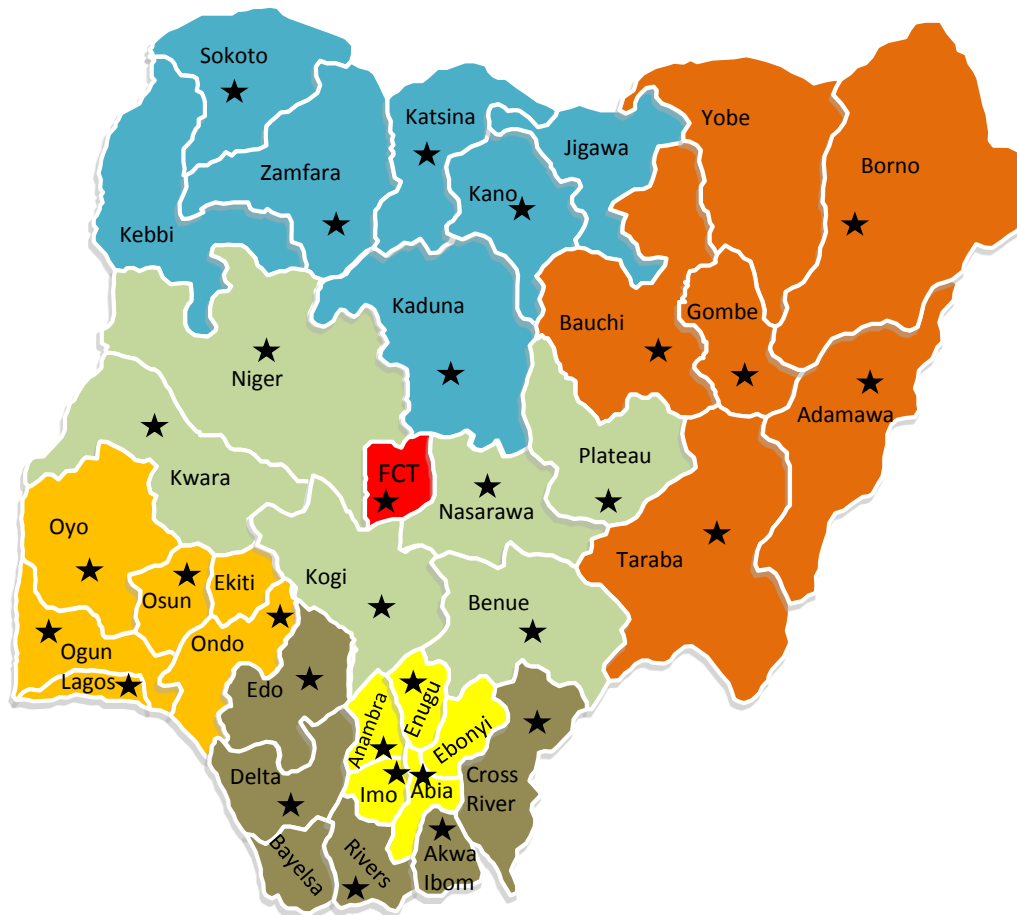 Sokoto
Katsina
Yobe
Jigawa
Borno
Zamfara
Kano
Kebbi
Kaduna
Gombe
Bauchi
Niger
Adamawa
Plateau
FCT
Kwara
Nasarawa
Oyo
Taraba
Kogi
Ekiti
Osun
Benue
Ondo
Ogun
Lagos
Edo
Enugu
Anambra
Ebonyi
Delta
Cross
River
Imo
Abia
Bayelsa
Rivers
Akwa
Ibom